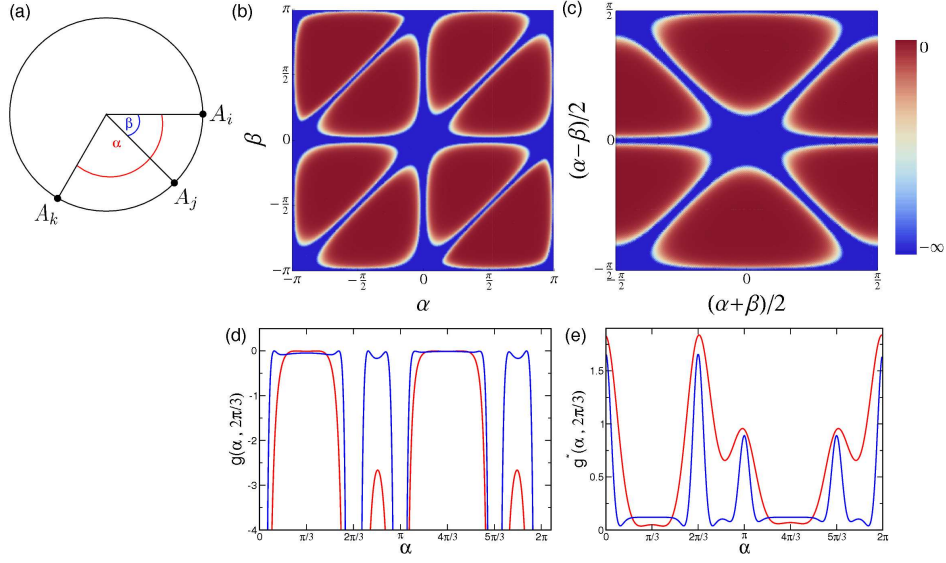 (a)
A_i
β
α
A_j
A_k
(b)
π
π/2
0
−π/2
−π
β
−π
−π/2
0
π/2
π
α
(c)
π/2
0
−π/2
(α−β)/2
−π/2
0
π/2
(α+β)/2
0
−∞
(d)
0
-1
-2
-3
-4
g(α, 2π/3)
0
π/3
2π/3
π
4π/3
5π/3
2π
α
(e)
1.5
1
0.5
0
g*(α, 2π/3)
0
π/3
2π/3
π
4π/3
5π/3
2π
α